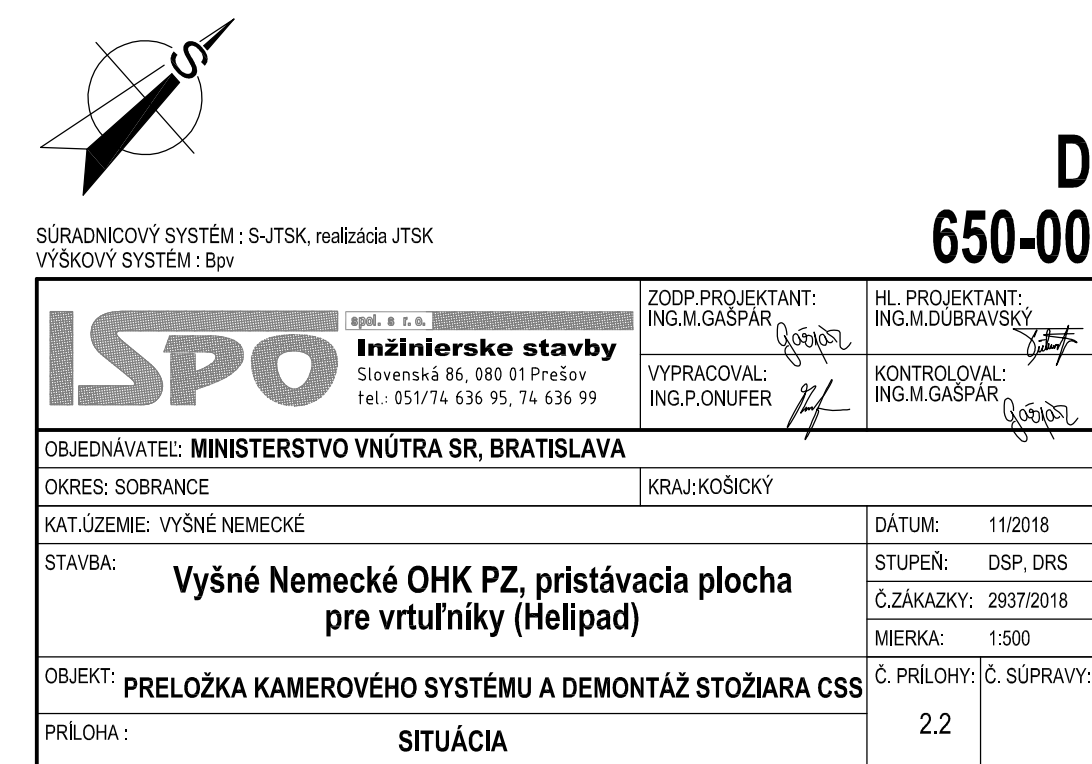 S
SÚRADNICOVÝ SYSTÉM : S-JTSK, realizácia JTSK
VÝŠKOVÝ SYSTÉM : Bpv
D
650-00
ISPO
spol. s r. o.
Inžinierske stavby
Slovenská 86, 080 01 Prešov
tel.: 051/74 636 95, 74 636 99
ZODP.PROJEKTANT:
ING.M.GAŠPÁR
Gašpár
HL. PROJEKTANT:
ING.M.DÚBRAVSKÝ
VYPRACOVAL:
ING.P.ONUFER
KONTROLOVAL:
ING.M.GAŠPÁR
Gašpár
OBJEDNÁVATEĽ: MINISTERSTVO VNÚTRA SR, BRATISLAVA
OKRES: SOBRANCE
KRAJ:KOŠICKÝ
KAT.ÚZEMIE: VYŠNÉ NEMECKÉ
DÁTUM: 11/2018
STAVBA:
Vyšné Nemecké OHK PZ, pristávacia plocha
pre vrtuľníky (Helipad)
STUPEŇ: DSP, DRS
Č.ZÁKAZKY: 2937/2018
MIERKA: 1:500
OBJEKT: PRELOŽKA KAMEROVÉHO SYSTÉMU A DEMONTÁŽ STOŽIARA CSS
Č. PRÍLOHY:
2.2
Č. SÚPRAVY:
PRÍLOHA :
SITUÁCIA